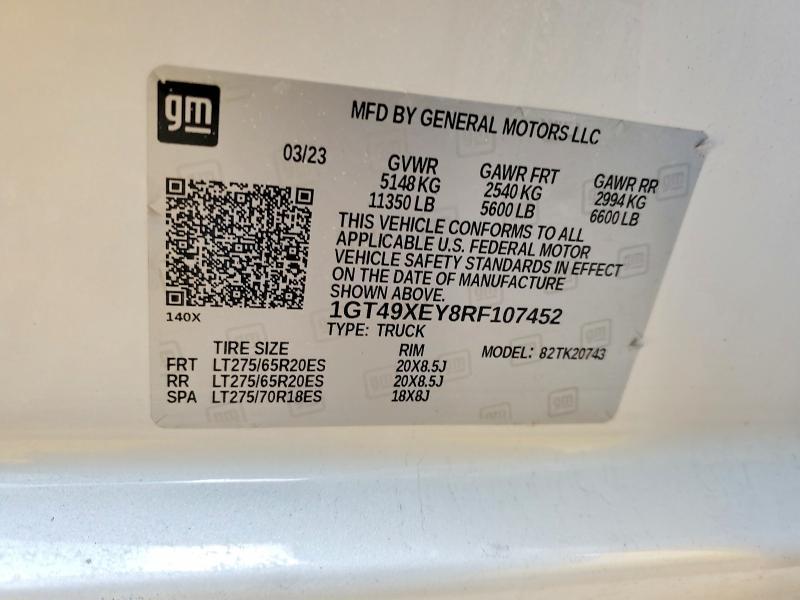 gm
MFD BY GENERAL MOTORS LLC
03/23
GVWR
5148 KG
11350 LB
GAWR FRT
2540 KG
5600 LB
GAWR RR
2994 KG
6600 LB
THIS VEHICLE CONFORMS TO ALL
APPLICABLE U.S. FEDERAL MOTOR
VEHICLE SAFETY STANDARDS IN EFFECT
ON THE DATE OF MANUFACTURE
SHOWN ABOVE.
140X
1GT49XEY8RF107452
TYPE: TRUCK
MODEL: 82TK20743
TIRE SIZE RIM
FRT LT275/65R20ES 20X8.5J
RR LT275/65R20ES 20X8.5J
SPA LT275/70R18ES 18X8J